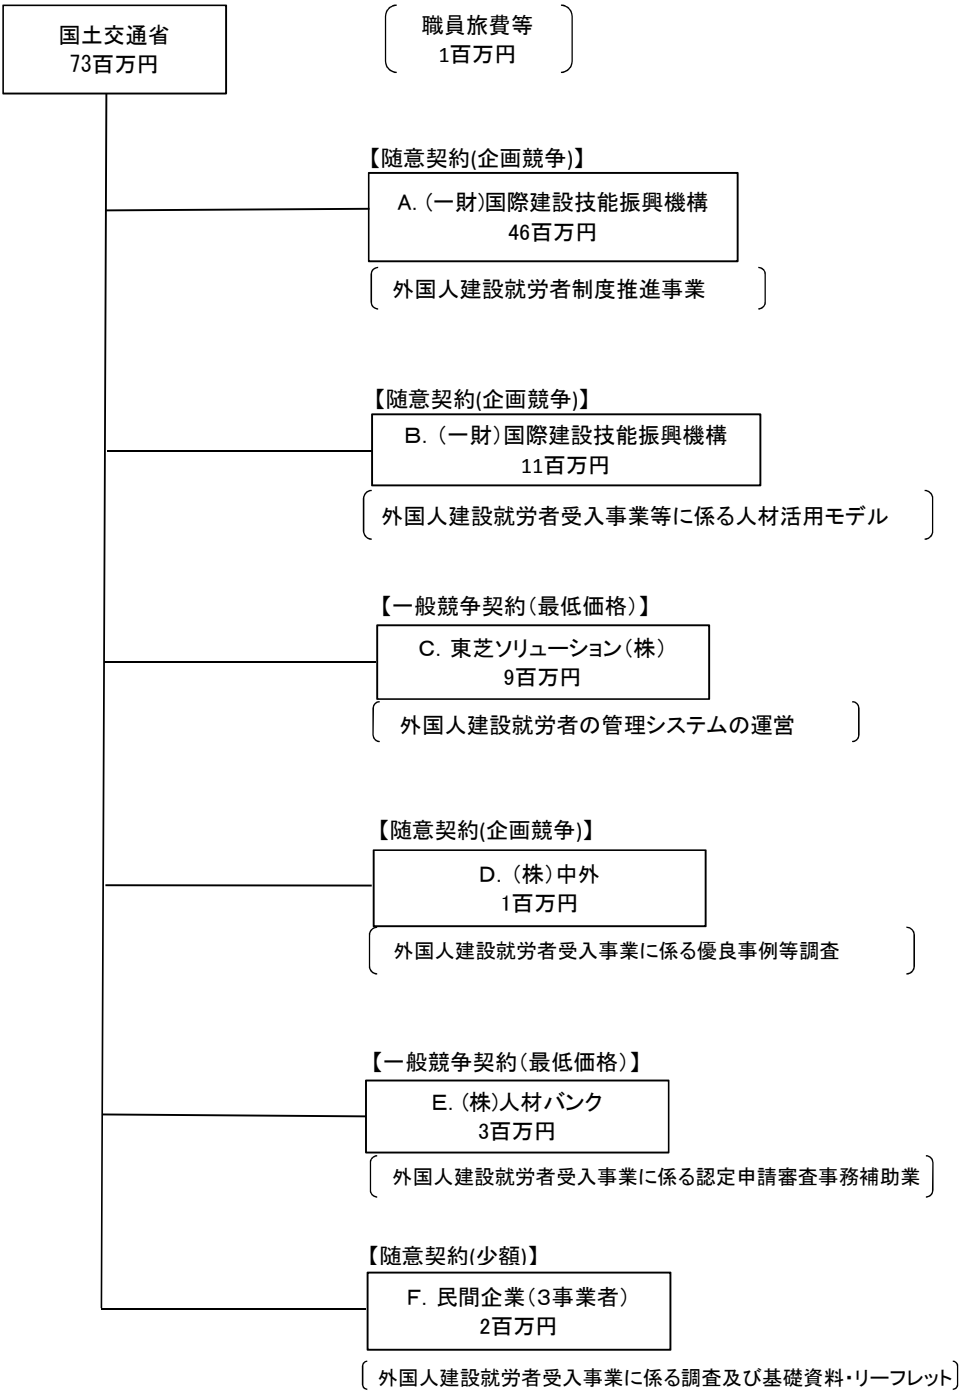 国土交通省
73百万円
職員旅費等
1百万円
【随意契約(企画競争)】
A.(一財)国際建設技能振興機構
46百万円
外国人建設就労者制度推進事業
【随意契約(企画競争)】
B.(一財)国際建設技能振興機構
11百万円
外国人建設就労者受入事業等に係る人材活用モデル
【一般競争契約(最低価格)】
C. 東芝ソリューション(株)
9百万円
外国人建設就労者の管理システムの運営
【随意契約(企画競争)】
D.(株)中外
1百万円
外国人建設就労者受入事業に係る優良事例等調査
【一般競争契約(最低価格)】
E.(株)人材バンク
3百万円
外国人建設就労者受入事業に係る認定申請審査事務補助業
【随意契約(少額)】
F. 民間企業(3事業者)
2百万円
外国人建設就労者受入事業に係る調査及び基礎資料・リーフレット